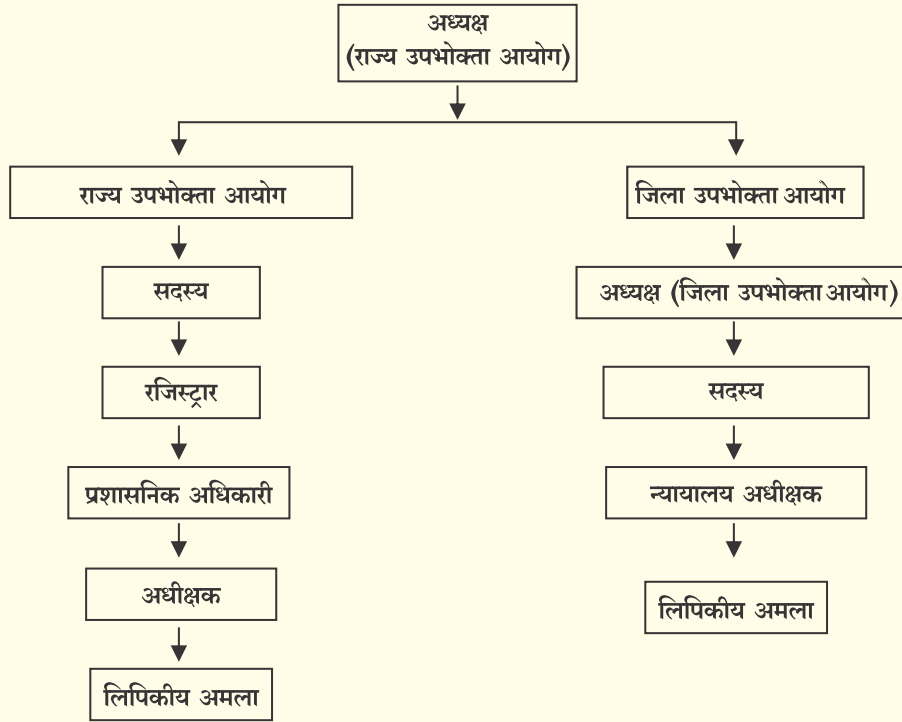 अध्यक्ष
(राज्य उपभोक्ता आयोग)
राज्य उपभोक्ता आयोग
जिला उपभोक्ता आयोग
सदस्य
अध्यक्ष (जिला उपभोक्ता आयोग)
रजिस्ट्रार
सदस्य
प्रशासनिक अधिकारी
न्यायालय अधीक्षक
अधीक्षक
लिपिकीय अमला
लिपिकीय अमला